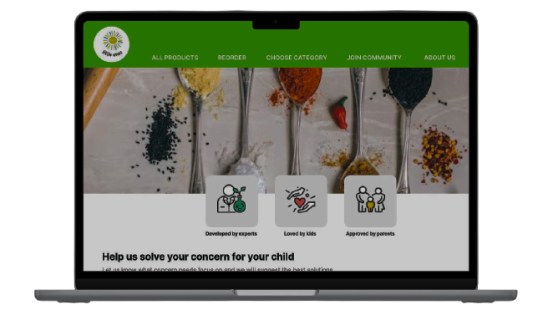 ALL PRODUCTS REORDER CHOOSE CATEGORY JOIN COMMUNITY ABOUT US
Developed by experts Loved by kids Approved by parents
Help us solve your concern for your child
Let us know what concern needs focus on and we will suggest the best solutions